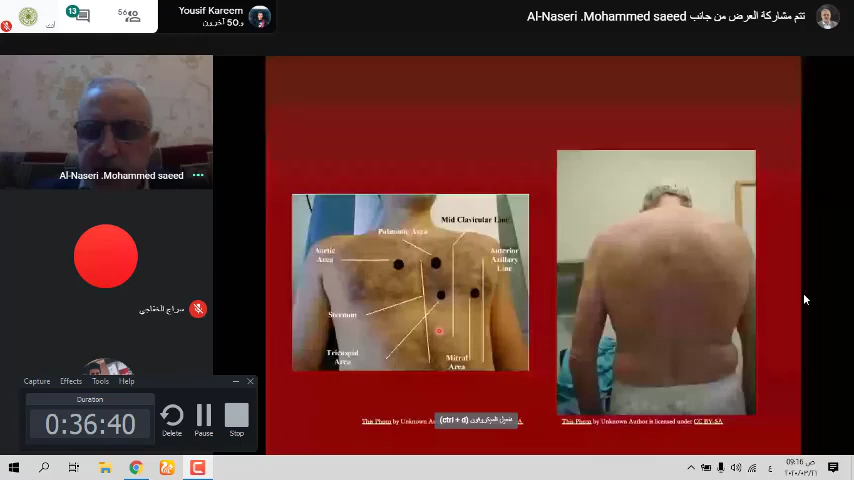 13
56
أنت
Yousif Kareem
و50 آخرون
تتم مشاركة العرض من جانب Al-Naseri .Mohammed saeed
Al-Naseri .Mohammed saeed
سراج الخفاجي
Mid Clavicular Line
Pulmonic Area
Aortic
Area
Anterior
Axillary
Line
Sternum
Tricuspid
Area
Mitral
Area
This Photo by Unknown Au
(ctrl + d)
This Photo by Unknown Author is licensed under CC BY-SA
Capture
Effects
Tools
Help
Duration
0:36:40
Delete
Pause
Stop
ع
09:16 ص